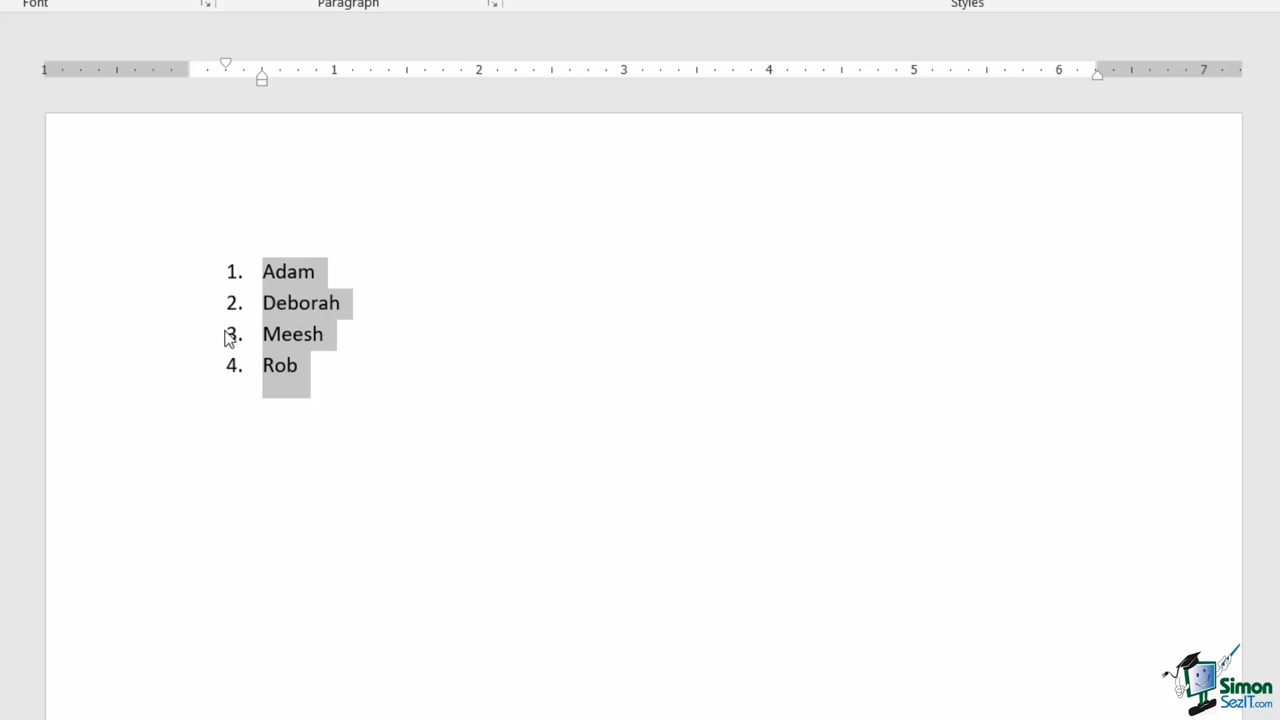 Font Paragraph Styles
1 1 2 3 4 5 6 7
1. Adam
2. Deborah
3. Meesh
4. Rob
Simon
SezIT.com